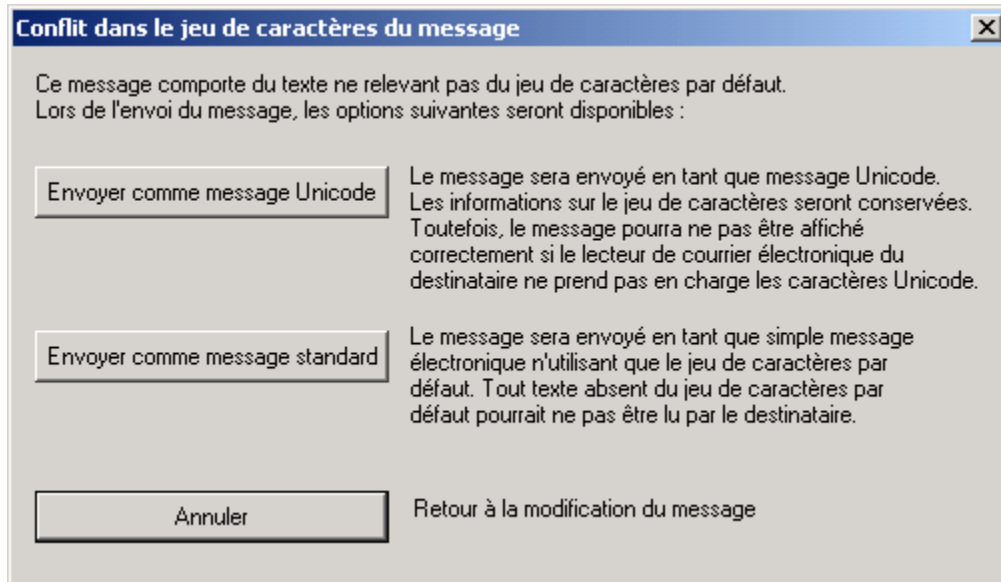 Conflit dans le jeu de caractères du message
Ce message comporte du texte ne relevant pas du jeu de caractères par défaut.
Lors de l'envoi du message, les options suivantes seront disponibles :
Envoyer comme message Unicode
Le message sera envoyé en tant que message Unicode.
Les informations sur le jeu de caractères seront conservées.
Toutefois, le message pourra ne pas être affiché
correctement si le lecteur de courrier électronique du
destinataire ne prend pas en charge les caractères Unicode.
Envoyer comme message standard
Le message sera envoyé en tant que simple message
électronique n'utilisant que le jeu de caractères par
défaut. Tout texte absent du jeu de caractères par
défaut pourrait ne pas être lu par le destinataire.
Annuler
Retour à la modification du message